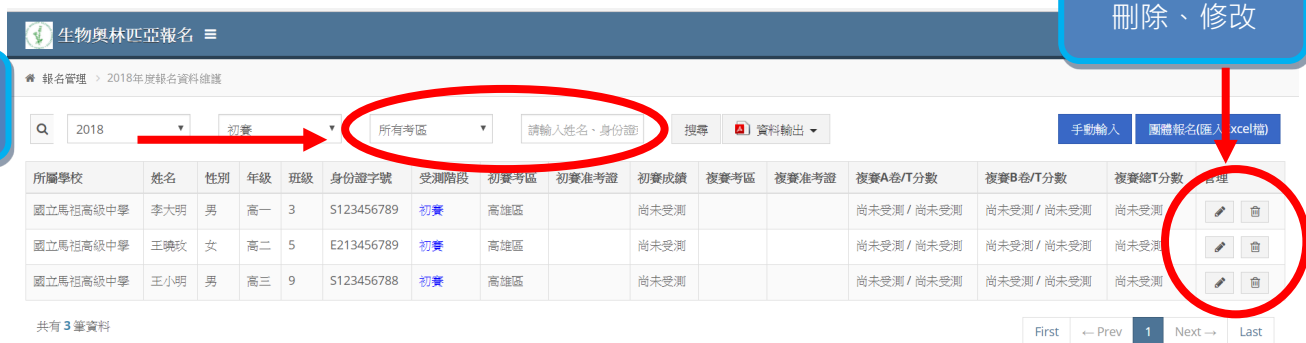 刪除、修改
生物奧林匹亞報名
報名管理 > 2018年度報名資料維護
2018 初賽 所有考區 請輸入姓名、身份證 搜尋 資料輸出 手動輸入 團體報名(匯入excel檔)
所屬學校 姓名 性別 年級 班級 身份證字號 受測階段 初賽考區 初賽准考證 初賽成績 複賽考區 複賽准考證 複賽A卷/T分數 複賽B卷/T分數 複賽總T分數 管理
國立馬祖高級中學 李大明 男 高一 3 S123456789 初賽 高雄區 尚未受測 尚未受測 / 尚未受測 尚未受測 / 尚未受測 尚未受測
國立馬祖高級中學 王曉玫 女 高二 5 E213456789 初賽 高雄區 尚未受測 尚未受測 / 尚未受測 尚未受測 / 尚未受測 尚未受測
國立馬祖高級中學 王小明 男 高三 9 S123456788 初賽 高雄區 尚未受測 尚未受測 / 尚未受測 尚未受測 / 尚未受測 尚未受測
共有 3 筆資料
First ← Prev 1 Next → Last